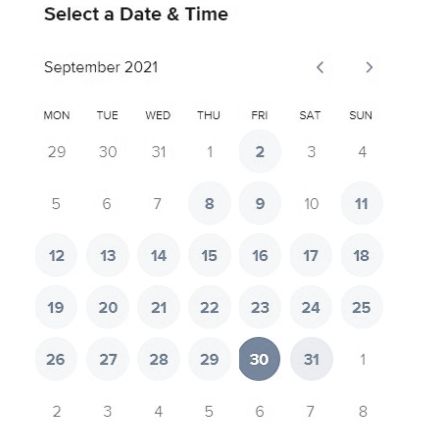 Select a Date & Time
September 2021
MON TUE WED THU FRI SAT SUN
29 30 31 1 2 3 4
5 6 7 8 9 10 11
12 13 14 15 16 17 18
19 20 21 22 23 24 25
26 27 28 29 30 31 1
2 3 4 5 6 7 8